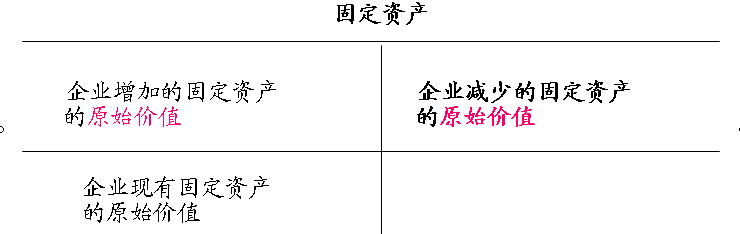 固定资产
企业增加的固定资产
的原始价值
企业减少的固定资产
的原始价值
企业现有固定资产
的原始价值